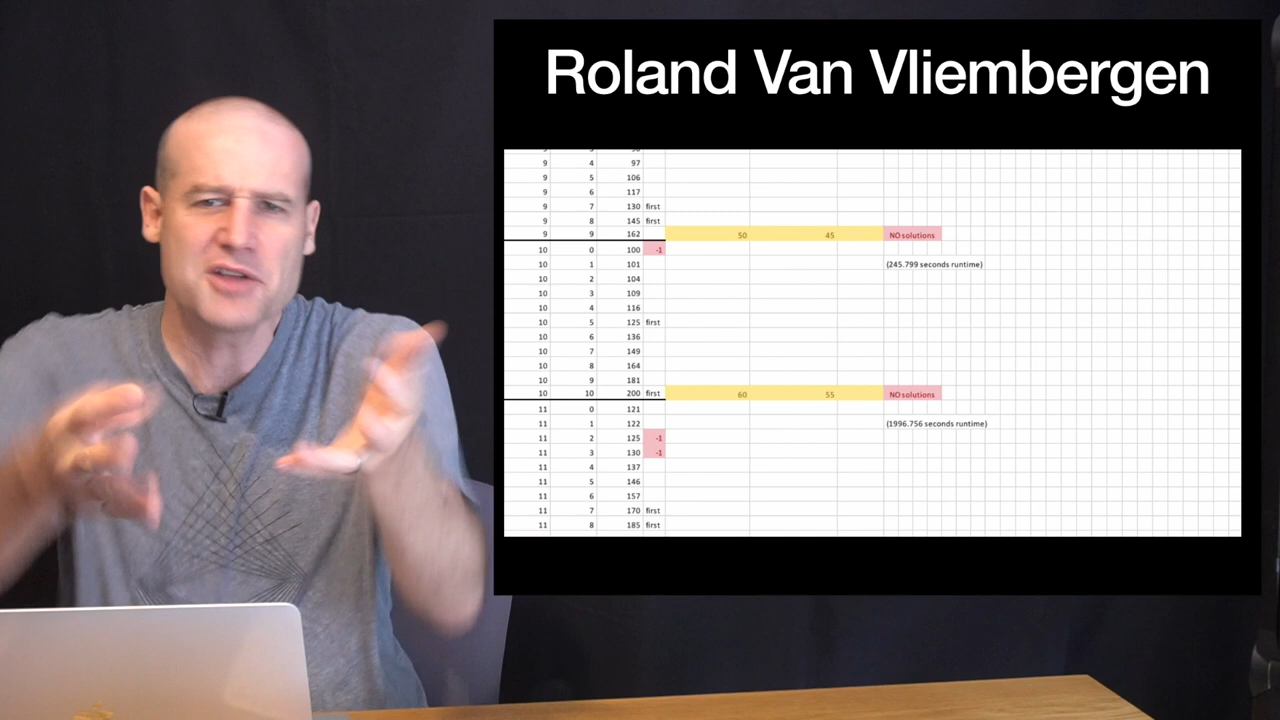 Roland Van Vliembergen
9 4 97
9 5 106
9 6 117
9 7 130 first
9 8 145 first
9 9 162 50 45 NO solutions
10 0 100 -1
10 1 101 (245.799 seconds runtime)
10 2 104
10 3 109
10 4 116
10 5 125 first
10 6 136
10 7 149
10 8 164
10 9 181
10 10 200 first 60 55 NO solutions
11 0 121
11 1 122 (1996.756 seconds runtime)
11 2 125 -1
11 3 130 -1
11 4 137
11 5 146
11 6 157
11 7 170 first
11 8 185 first